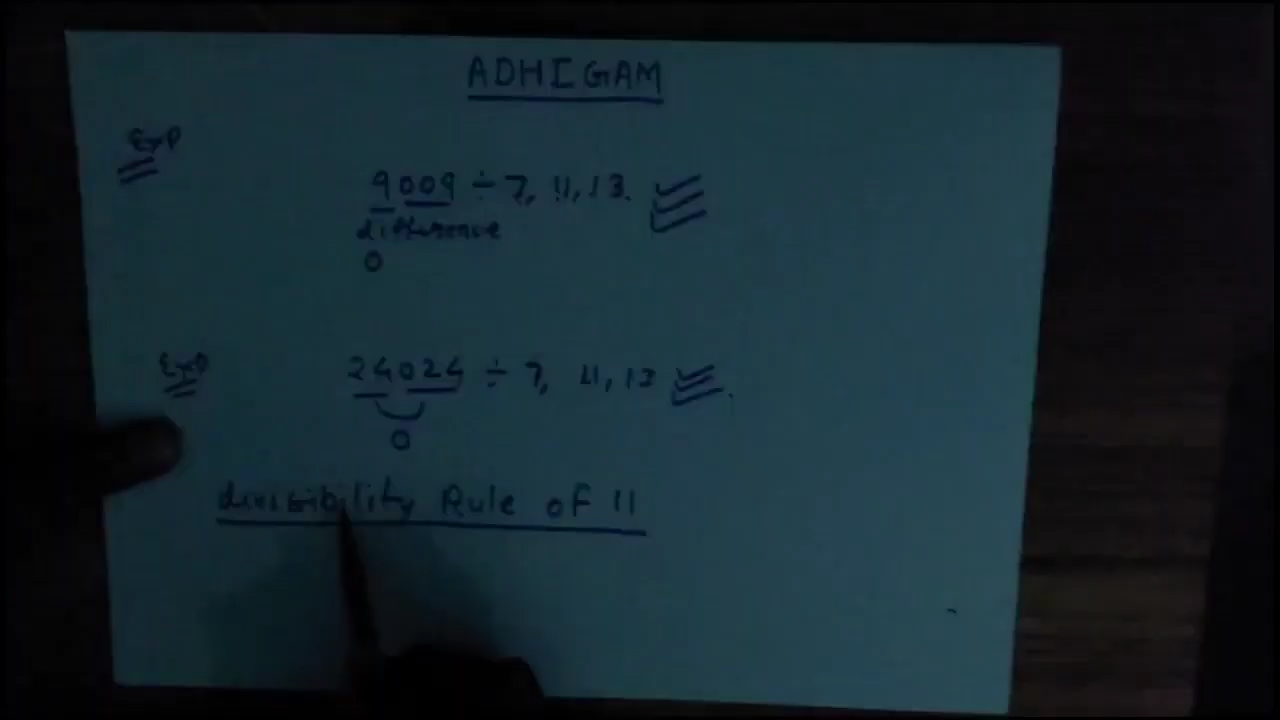 ADHIGAM
Exp
9009 ÷ 7, 11, 13.
difference
0
Exp
24024 ÷ 7, 11, 13
0
divisibility Rule of 11